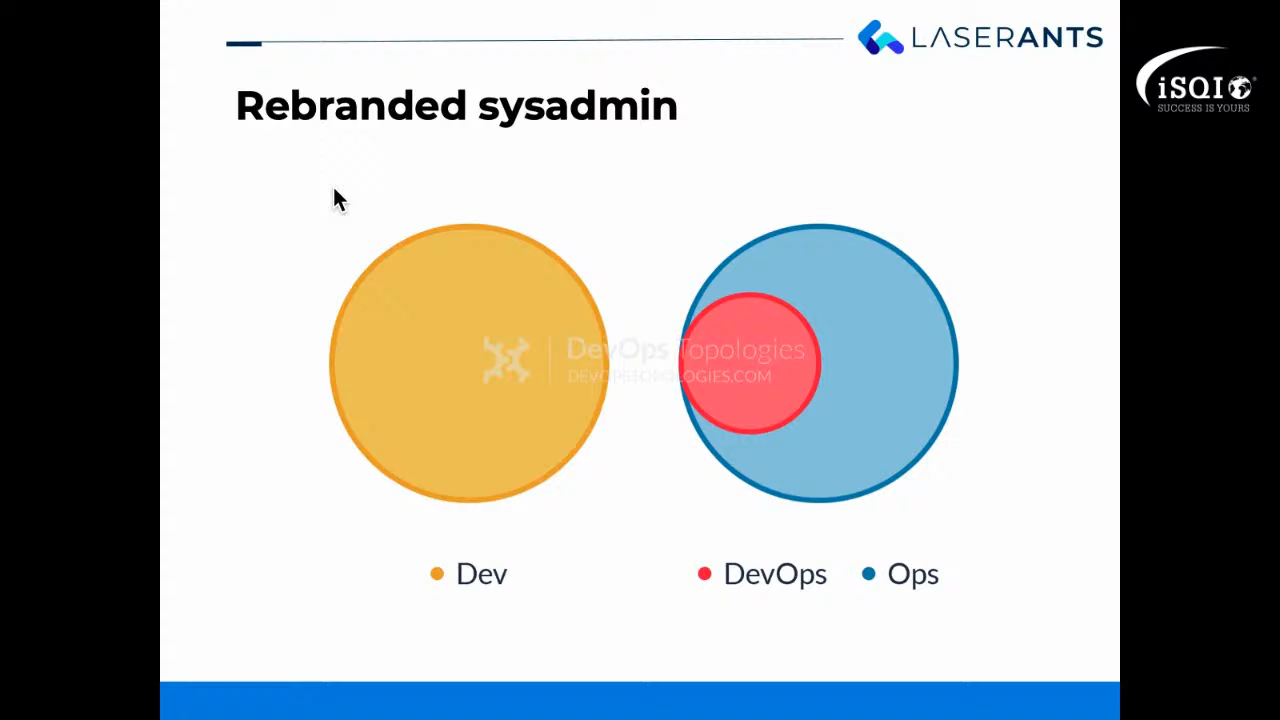 LASERANTS
iSQI
SUCCESS IS YOURS
Rebranded sysadmin
DevOps Topologies
DEVOPSTOPOLOGIES.COM
Dev
DevOps
Ops